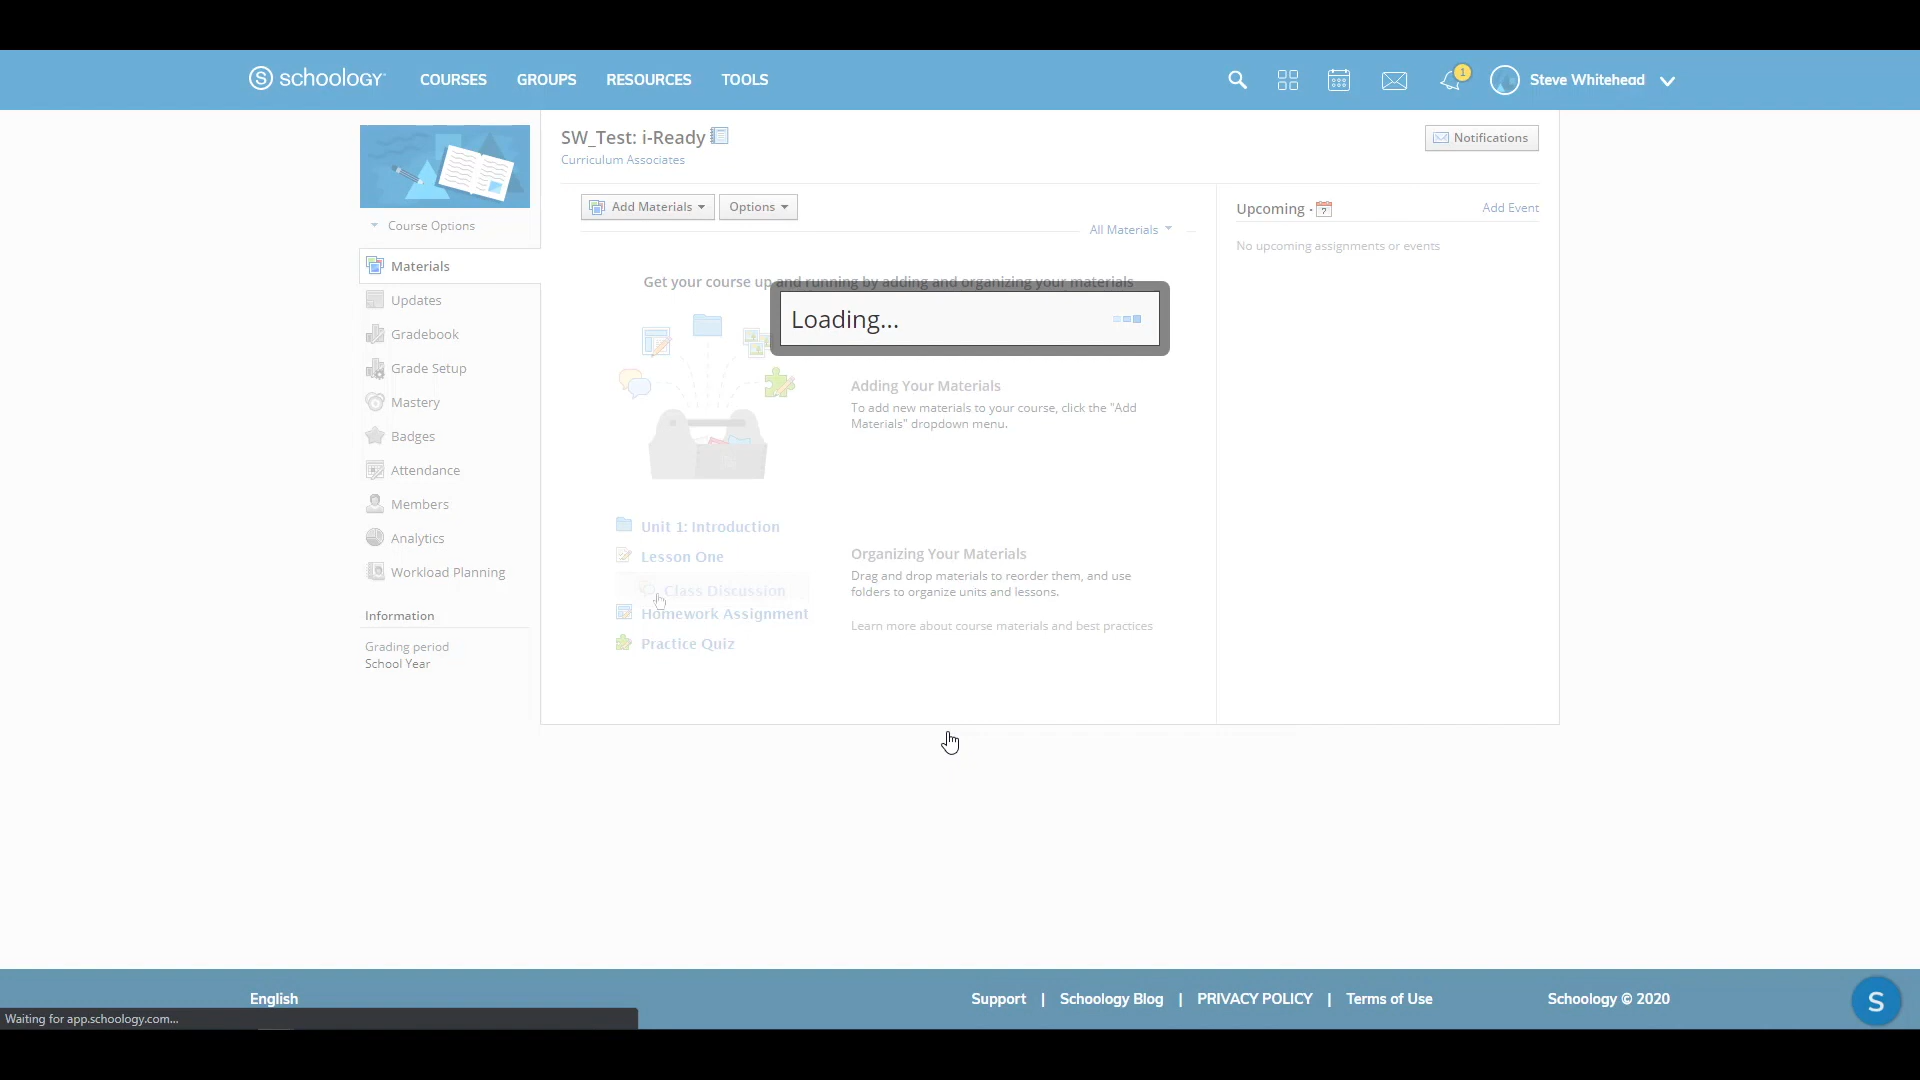 schoology
COURSES
GROUPS
RESOURCES
TOOLS
1
Steve Whitehead
SW_Test: i-Ready
Curriculum Associates
Notifications
Course Options
Materials
Updates
Gradebook
Grade Setup
Mastery
Badges
Attendance
Members
Analytics
Workload Planning
Information
Grading period
School Year
Add Materials
Options
All Materials
Get your course up and running by adding and organizing your materials
Loading...
Adding Your Materials
To add new materials to your course, click the "Add
Materials" dropdown menu.
Unit 1: Introduction
Lesson One
Class Discussion
Homework Assignment
Practice Quiz
Organizing Your Materials
Drag and drop materials to reorder them, and use
folders to organize units and lessons.
Learn more about course materials and best practices
Upcoming ·
?
Add Event
No upcoming assignments or events
English
Support | Schoology Blog | PRIVACY POLICY | Terms of Use
Schoology © 2020
S
Waiting for app.schoology.com...